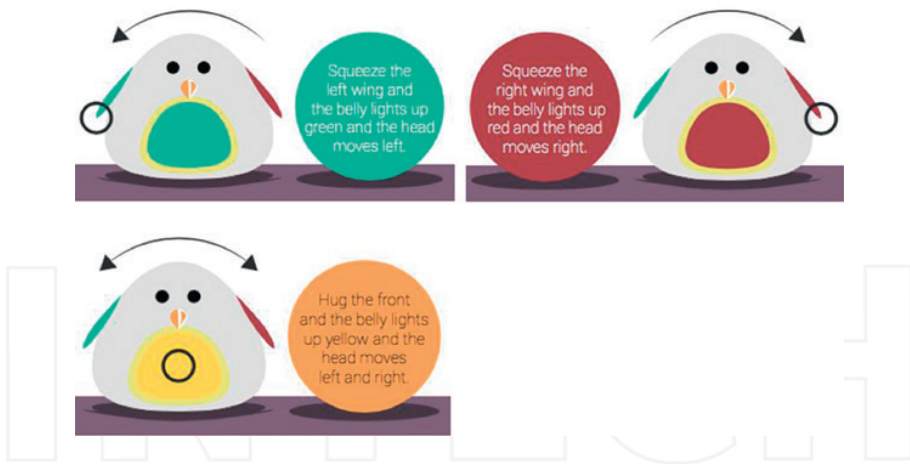 Squeeze the
left wing and
the belly lights up
green and the head
moves left.
Squeeze the
right wing and
the belly lights up
red and the head
moves right.
Hug the front
and the belly lights
up yellow and the
head moves
left and right.
INTECH